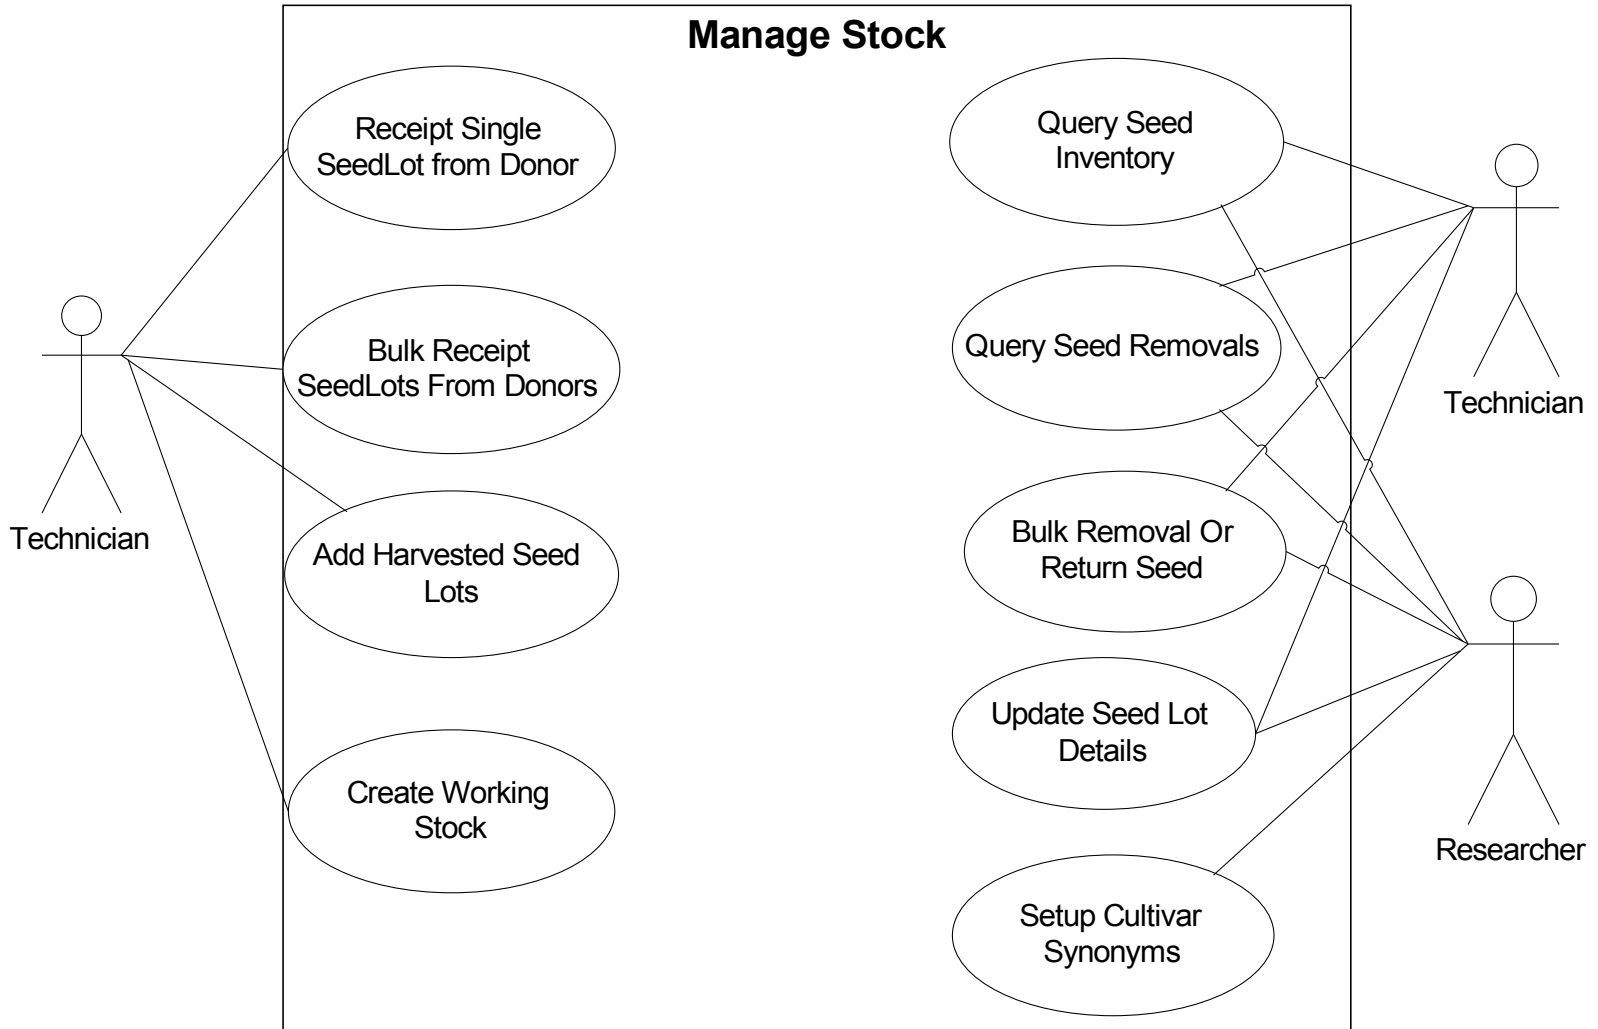 Manage Stock
Receipt Single
SeedLot from Donor
Query Seed
Inventory
Bulk Receipt
SeedLots From Donors
Query Seed Removals
Technician
Technician
Add Harvested Seed
Lots
Bulk Removal Or
Return Seed
Create Working
Stock
Update Seed Lot
Details
Researcher
Setup Cultivar
Synonyms